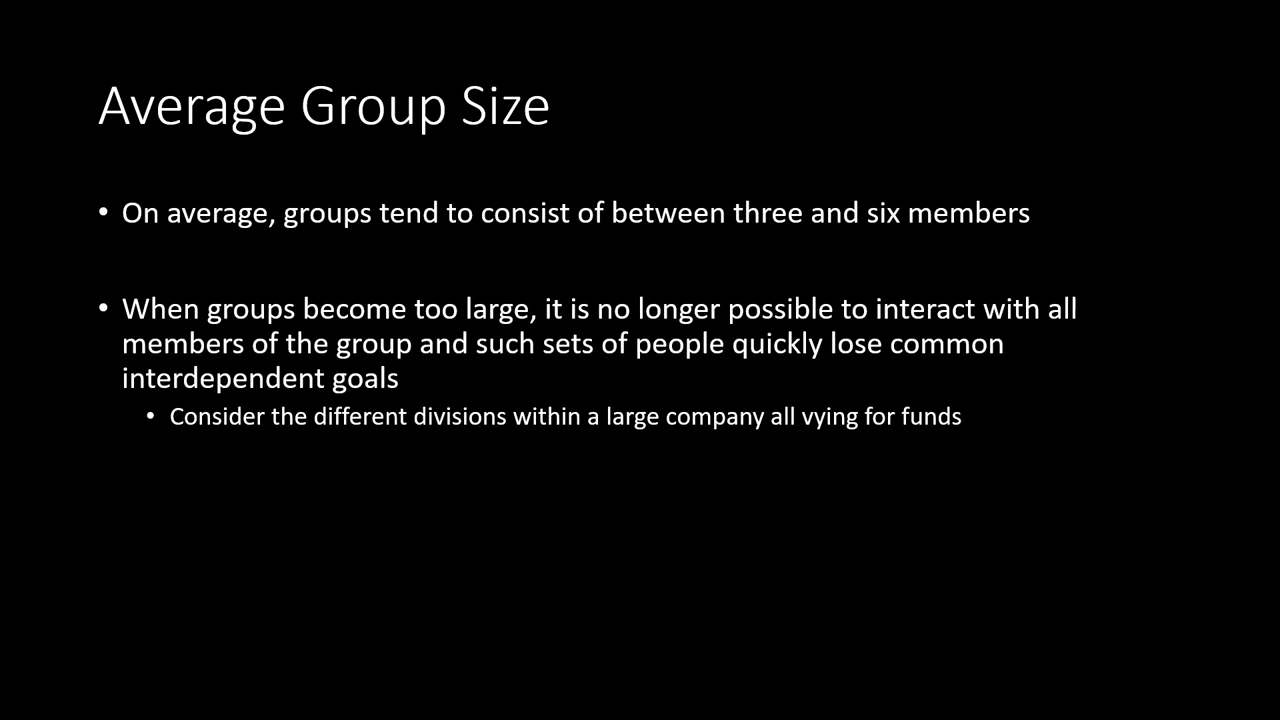 Average Group Size
• On average, groups tend to consist of between three and six members
• When groups become too large, it is no longer possible to interact with all
members of the group and such sets of people quickly lose common
interdependent goals
• Consider the different divisions within a large company all vying for funds